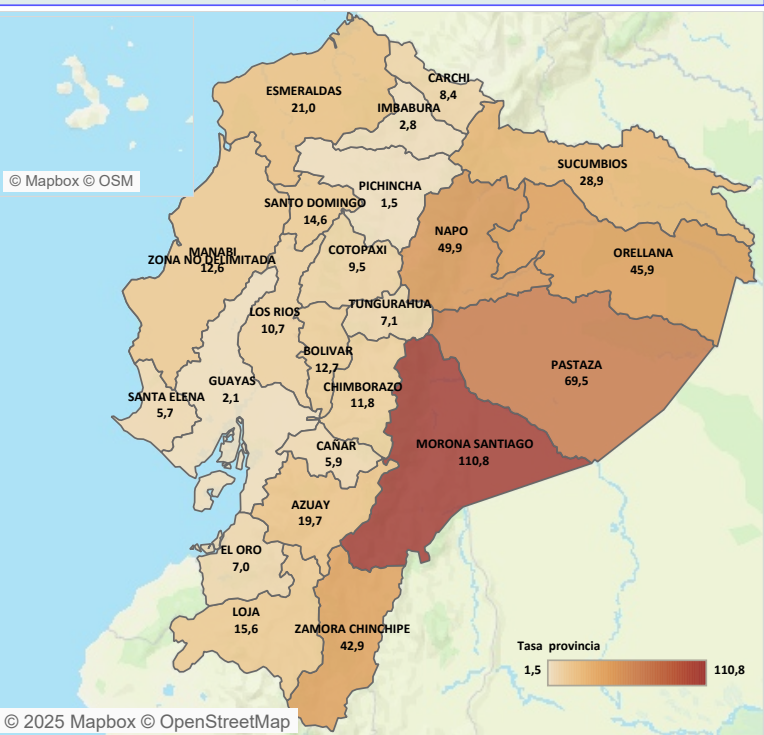 CARCHI
8,4
ESMERALDAS
21,0
IMBABURA
2,8
© Mapbox © OSM
SUCUMBIOS
28,9
PICHINCHA
1,5
SANTO DOMINGO
14,6
NAPO
49,9
COTOPAXI
9,5
ORELLANA
45,9
MANABI
ZONA NO DELIMITADA
12,6
TUNGURAHUA
7,1
LOS RIOS
10,7
BOLIVAR
12,7
PASTAZA
69,5
GUAYAS
2,1
CHIMBORAZO
11,8
SANTA ELENA
5,7
CAÑAR
5,9
MORONA SANTIAGO
110,8
AZUAY
19,7
EL ORO
7,0
LOJA
15,6
ZAMORA CHINCHIPE
42,9
Tasa provincia
1,5 110,8
© 2025 Mapbox © OpenStreetMap